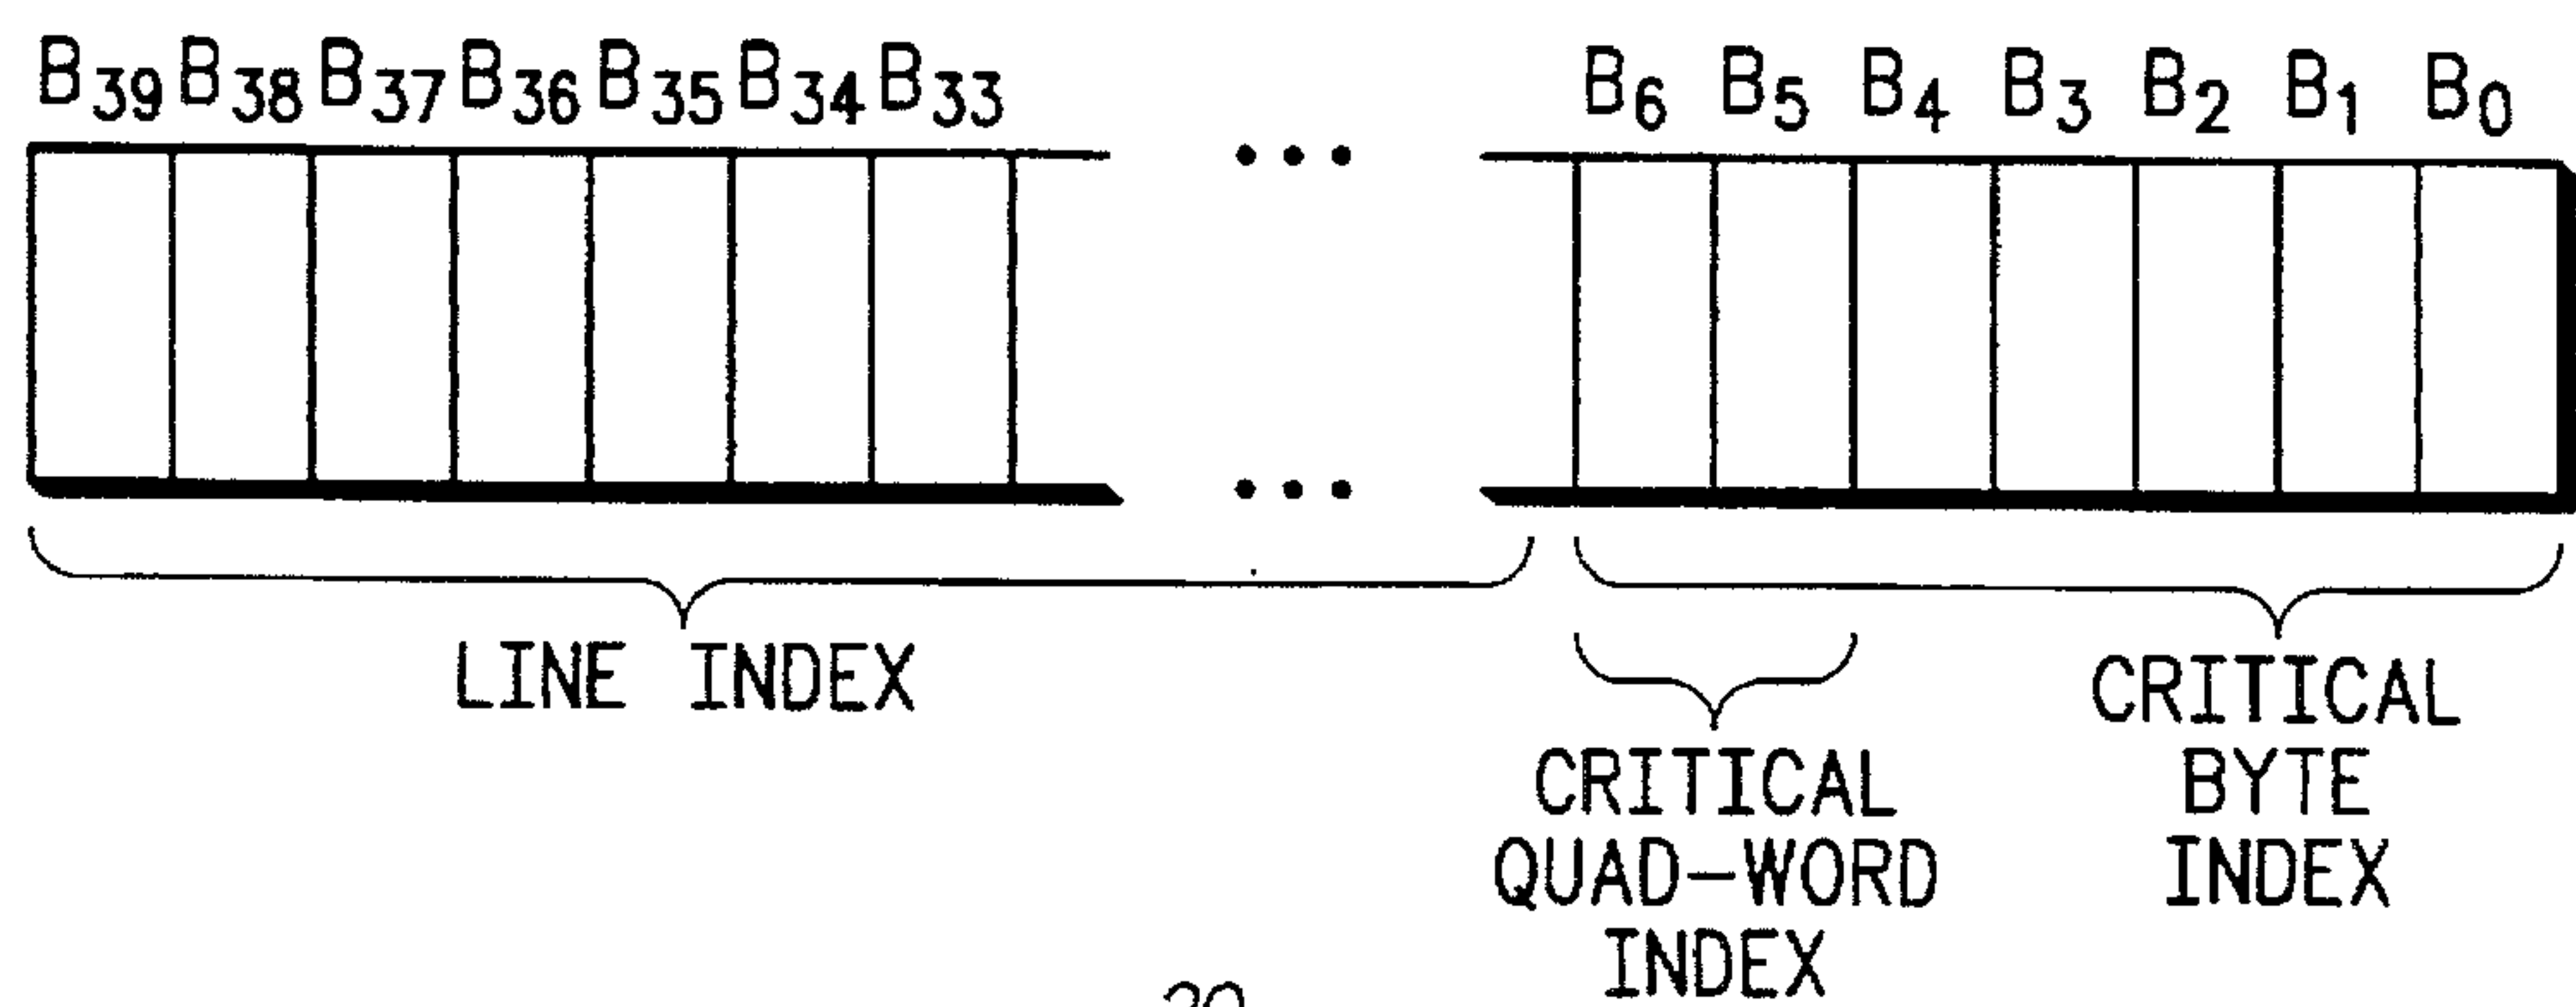 B39 B38 B37 B36 B35 B34 B33 ... B6 B5 B4 B3 B2 B1 B0
...
LINE INDEX
CRITICAL
QUAD-WORD
INDEX
CRITICAL
BYTE
INDEX